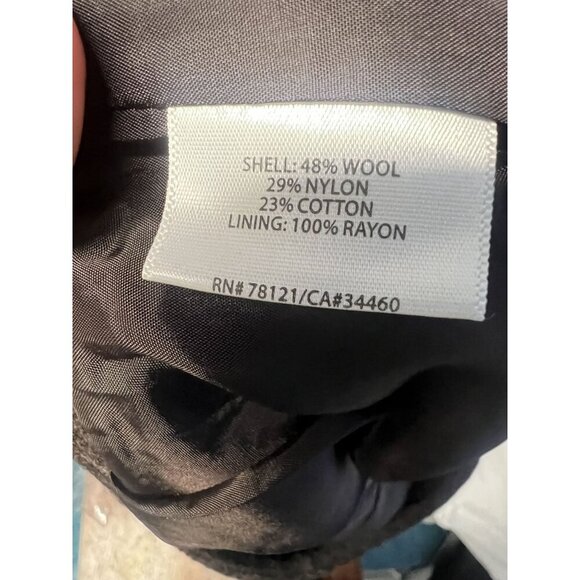 SHELL: 48% WOOL
29% NYLON
23% COTTON
LINING: 100% RAYON
RN# 78121/CA#34460